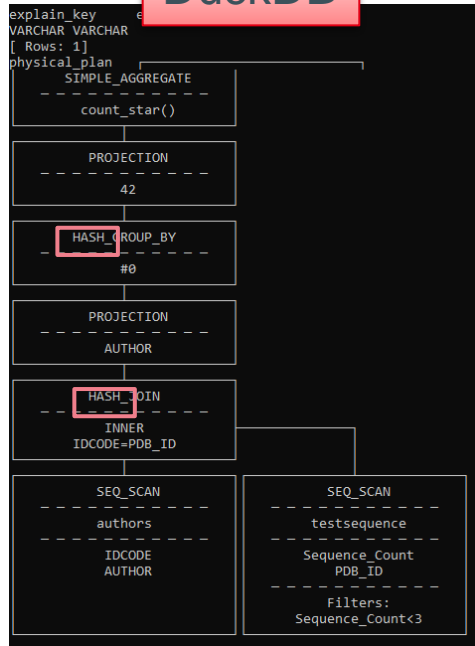 DuckDB
explain_key e
VARCHAR VARCHAR
[ Rows: 1]
physical_plan
SIMPLE_AGGREGATE
count_star()
PROJECTION
42
HASH_GROUP_BY
#0
PROJECTION
AUTHOR
HASH_JOIN
INNER
IDCODE=PDB_ID
SEQ_SCAN
authors
IDCODE
AUTHOR
SEQ_SCAN
testsequence
Sequence_Count
PDB_ID
Filters:
Sequence_Count<3